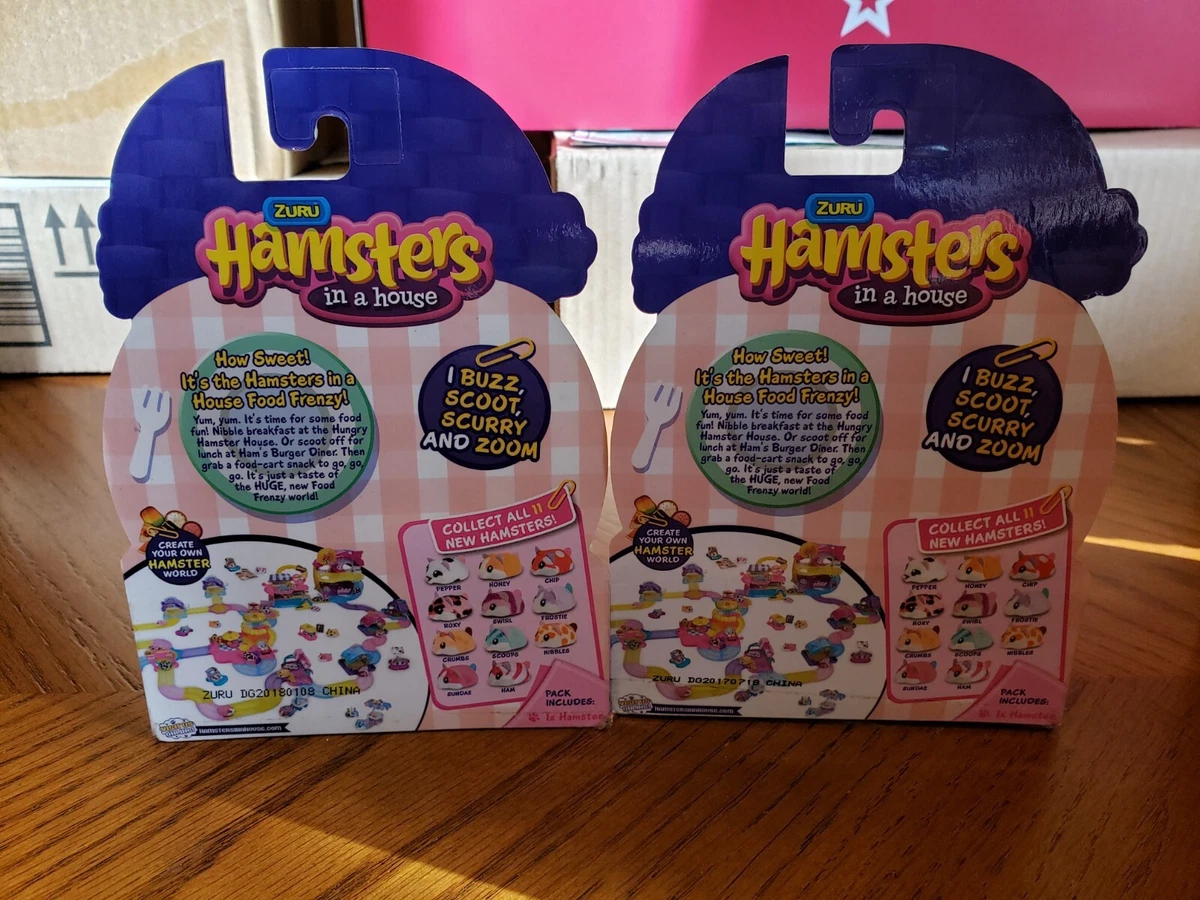 ZURU
Hamsters
in a house
How Sweet!
It's the Hamsters in a
House Food Frenzy!
Yum, yum. It's time for some food
fun! Nibble breakfast at the Hungry
Hamster House. Or scoot off for
lunch at Ham's Burger Diner. Then
grab a food-cart snack to go, go,
go. It's just a taste of
the HUGE, new Food
Frenzy world!
I BUZZ,
SCOOT,
SCURRY
AND ZOOM
CREATE
YOUR OWN
HAMSTER
WORLD
COLLECT ALL 11
NEW HAMSTERS!
PEPPER HONEY CHIP
ROXY SWIRL FROSTIE
CRUMBS SCOOPS NIBBLES
SUNDAE HAM
ZURU DG20180108 CHINA
hamstersinahouse.com
PACK
INCLUDES:
1x Hamster
ZURU
Hamsters
in a house
How Sweet!
It's the Hamsters in a
House Food Frenzy!
Yum, yum. It's time for some food
fun! Nibble breakfast at the Hungry
Hamster House. Or scoot off for
lunch at Ham's Burger Diner. Then
grab a food-cart snack to go, go,
go. It's just a taste of
the HUGE, new Food
Frenzy world!
I BUZZ,
SCOOT,
SCURRY
AND ZOOM
CREATE
YOUR OWN
HAMSTER
WORLD
COLLECT ALL 11
NEW HAMSTERS!
PEPPER HONEY CHIP
ROXY SWIRL FROSTIE
CRUMBS SCOOPS NIBBLES
SUNDAE HAM
ZURU DG20170718 CHINA
hamstersinahouse.com
PACK
INCLUDES:
1x Hamster